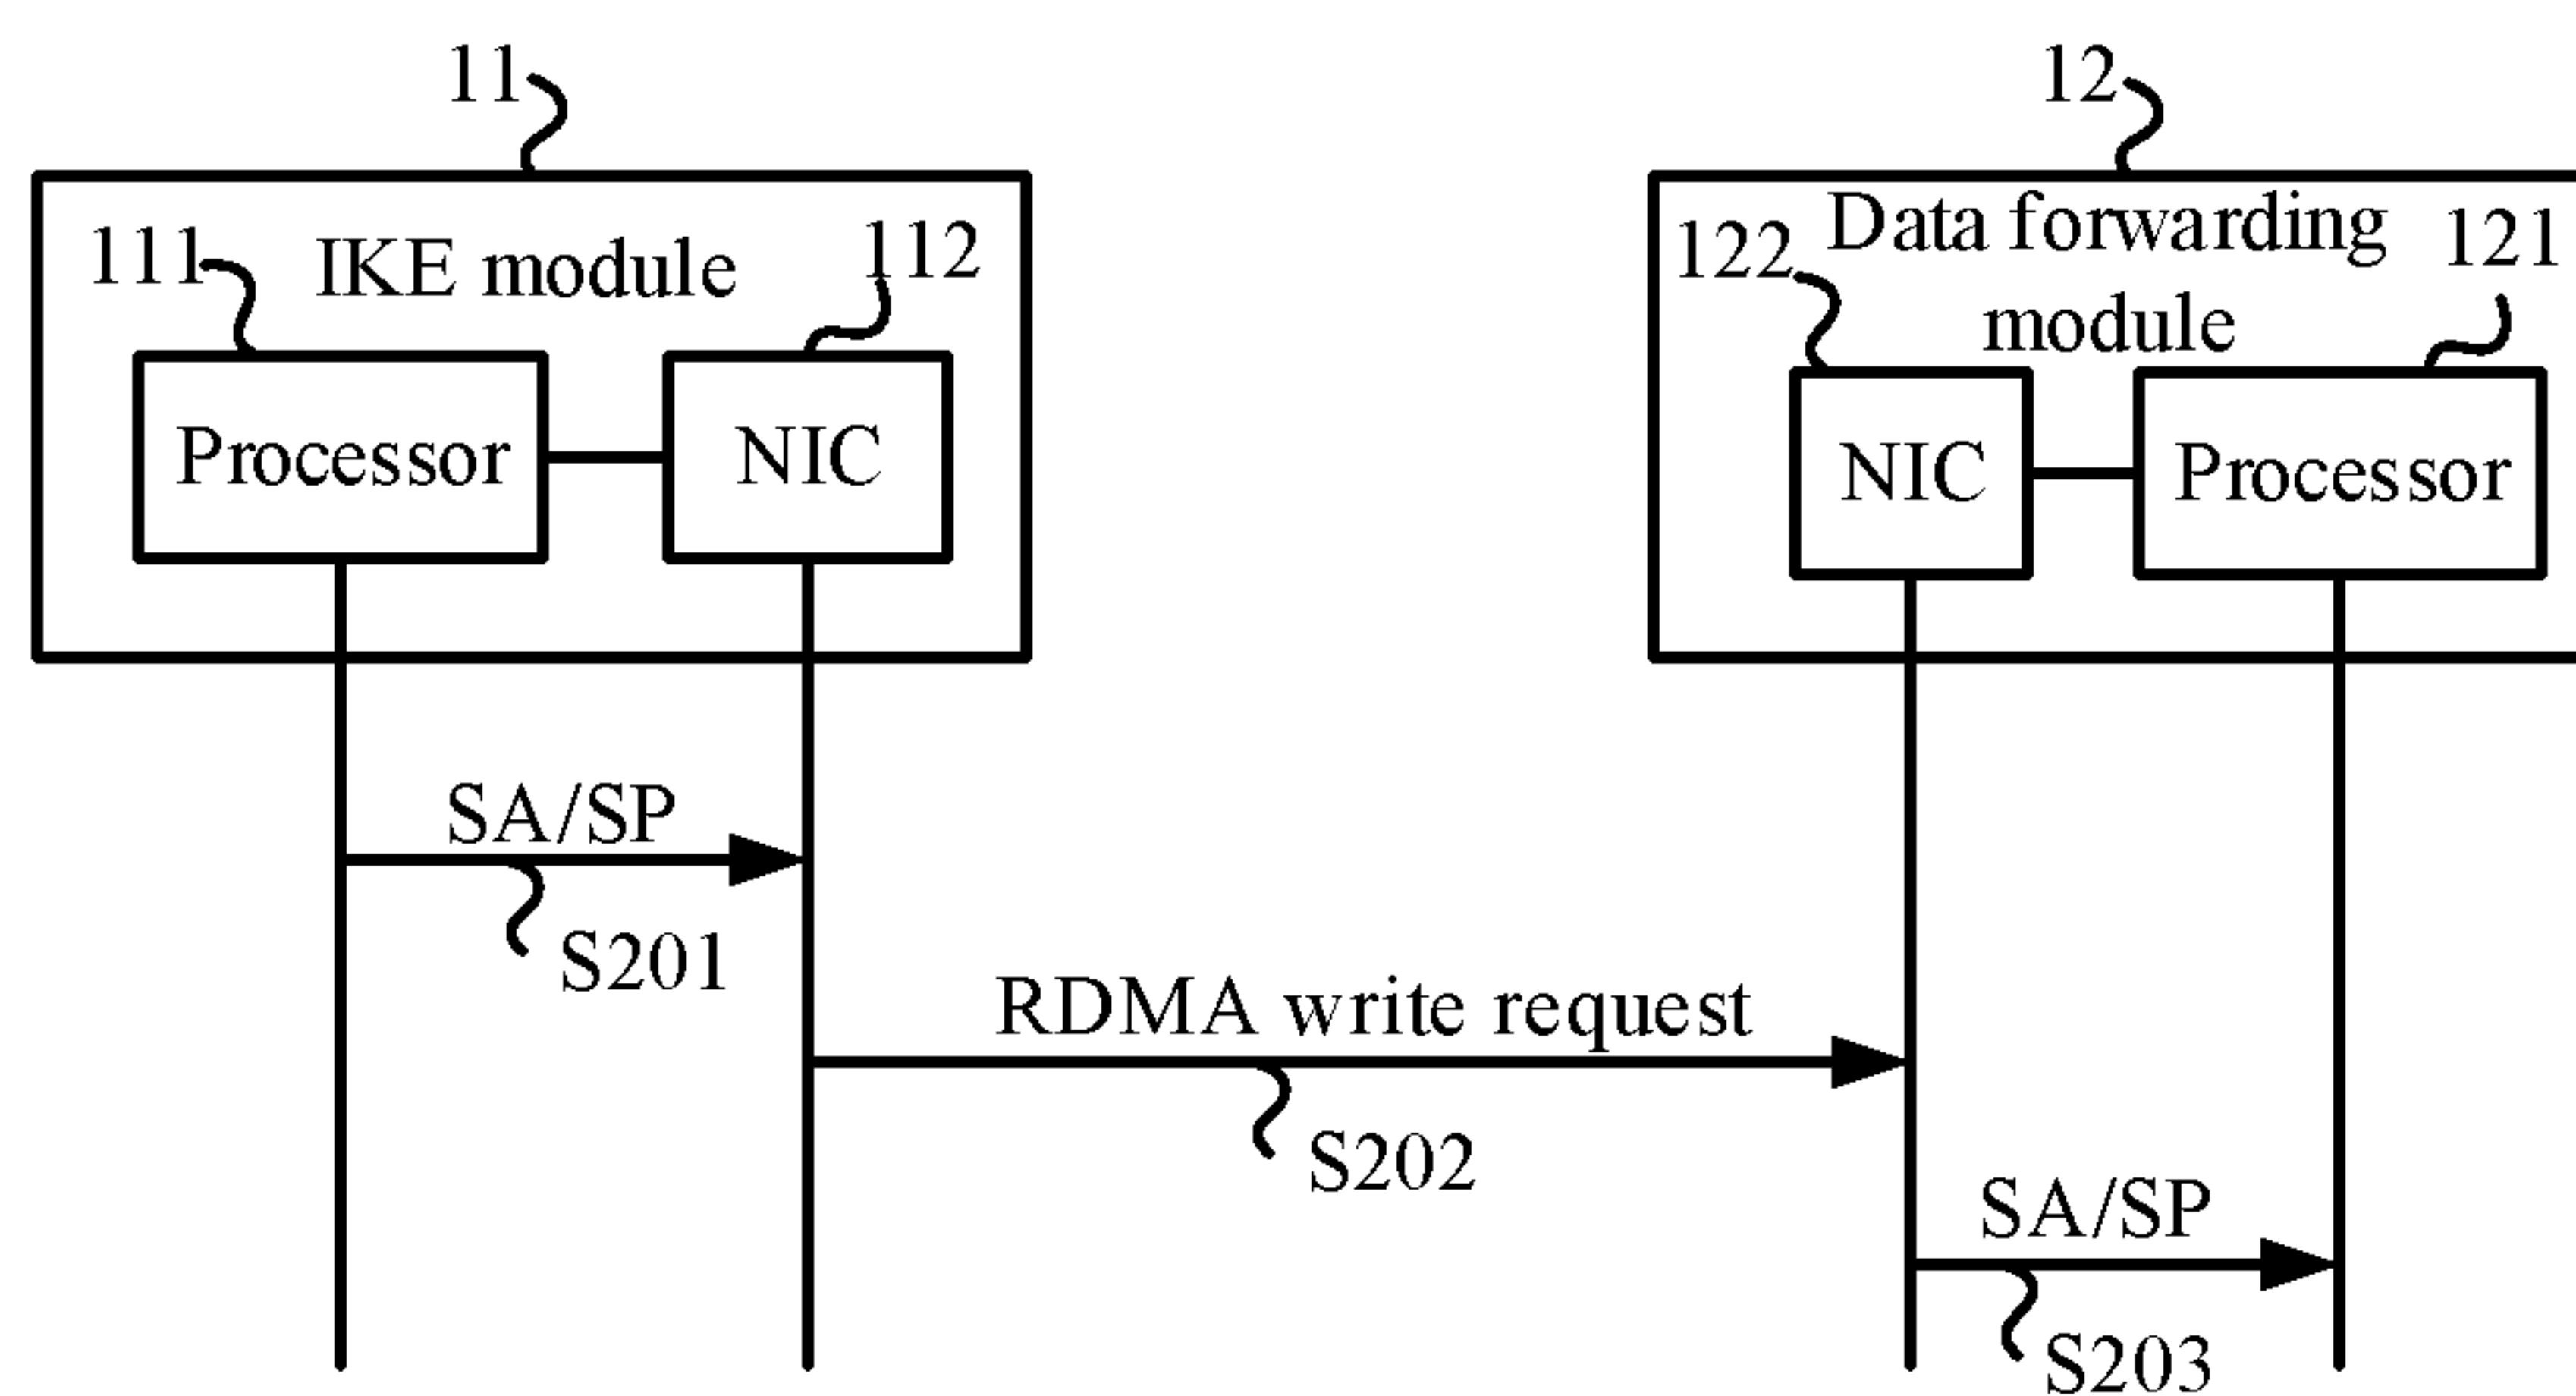 11
12
111
IKE module
112
122
Data forwarding
module
121
Processor
NIC
NIC
Processor
SA/SP
S201
RDMA write request
S202
SA/SP
S203